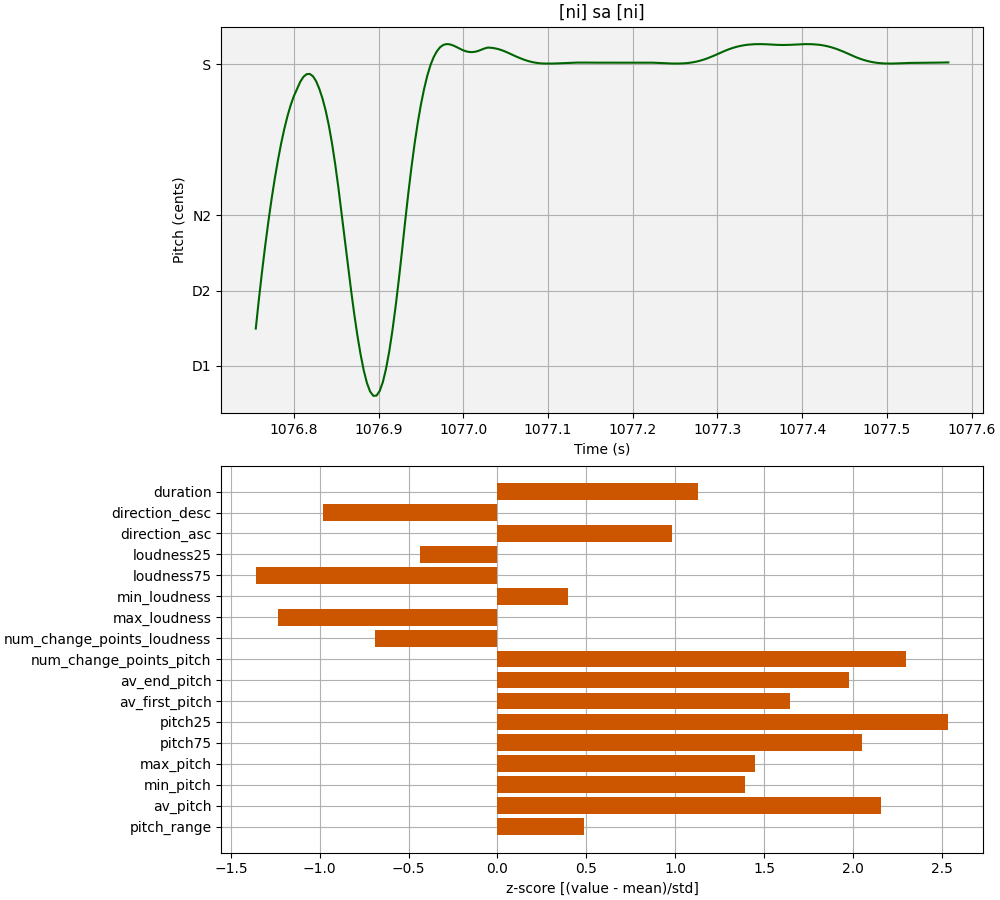 [ni] sa [ni]
S
N2
D2
D1
Pitch (cents)
1076.8 1076.9 1077.0 1077.1 1077.2 1077.3 1077.4 1077.5 1077.6
Time (s)
duration
direction_desc
direction_asc
loudness25
loudness75
min_loudness
max_loudness
num_change_points_loudness
num_change_points_pitch
av_end_pitch
av_first_pitch
pitch25
pitch75
max_pitch
min_pitch
av_pitch
pitch_range
−1.5 −1.0 −0.5 0.0 0.5 1.0 1.5 2.0 2.5
z-score [(value - mean)/std]